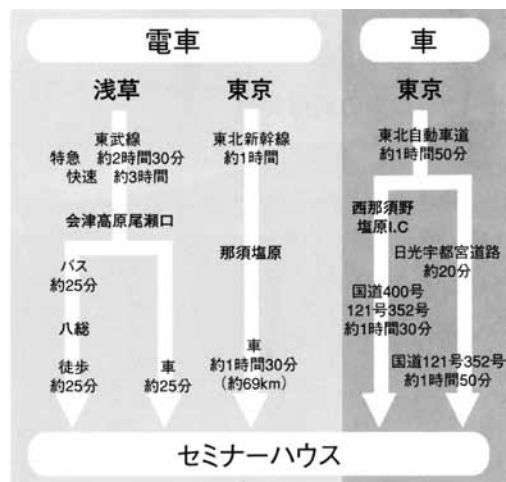 電車
車
浅草
東武線
特急 約2時間30分
快速 約3時間
会津高原尾瀬口
バス
約25分
八総
徒歩
約25分
車
約25分
東京
東北新幹線
約1時間
那須塩原
車
約1時間30分
(約69km)
東京
東北自動車道
約1時間50分
西那須野
塩原I.C
国道400号
121号352号
約1時間30分
日光宇都宮道路
約20分
国道121号352号
約1時間50分
セミナーハウス